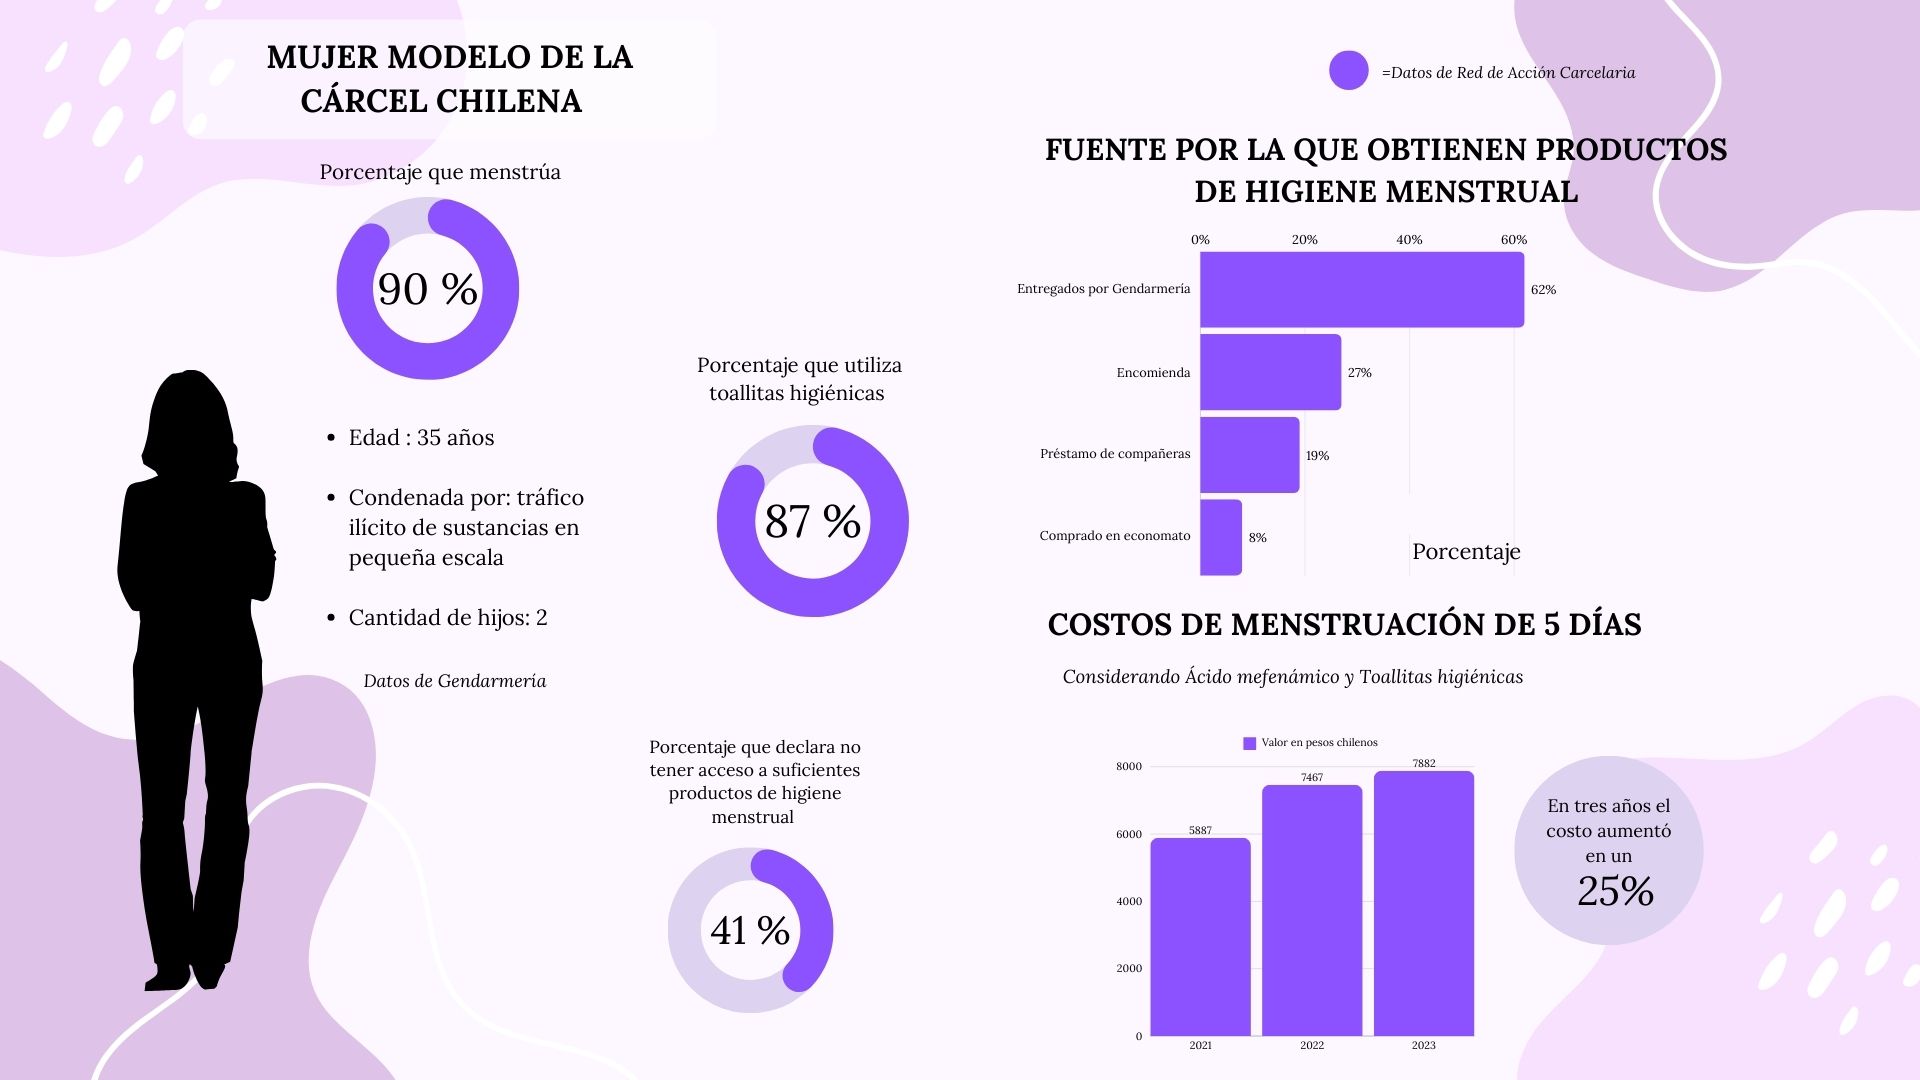 MUJER MODELO DE LA
CÁRCEL CHILENA
Porcentaje que menstrúa
90 %
• Edad : 35 años
• Condenada por: tráfico
ilícito de sustancias en
pequeña escala
• Cantidad de hijos: 2
Datos de Gendarmería
Porcentaje que utiliza
toallitas higiénicas
87 %
Porcentaje que declara no
tener acceso a suficientes
productos de higiene
menstrual
41 %
=Datos de Red de Acción Carcelaria
FUENTE POR LA QUE OBTIENEN PRODUCTOS
DE HIGIENE MENSTRUAL
0% 20% 40% 60%
Entregados por Gendarmería 62%
Encomienda 27%
Préstamo de compañeras 19%
Comprado en economato 8%
Porcentaje
COSTOS DE MENSTRUACIÓN DE 5 DÍAS
Considerando Ácido mefenámico y Toallitas higiénicas
Valor en pesos chilenos
8000
6000
4000
2000
0
5887
7467
7882
2021 2022 2023
En tres años el
costo aumentó
en un
25%